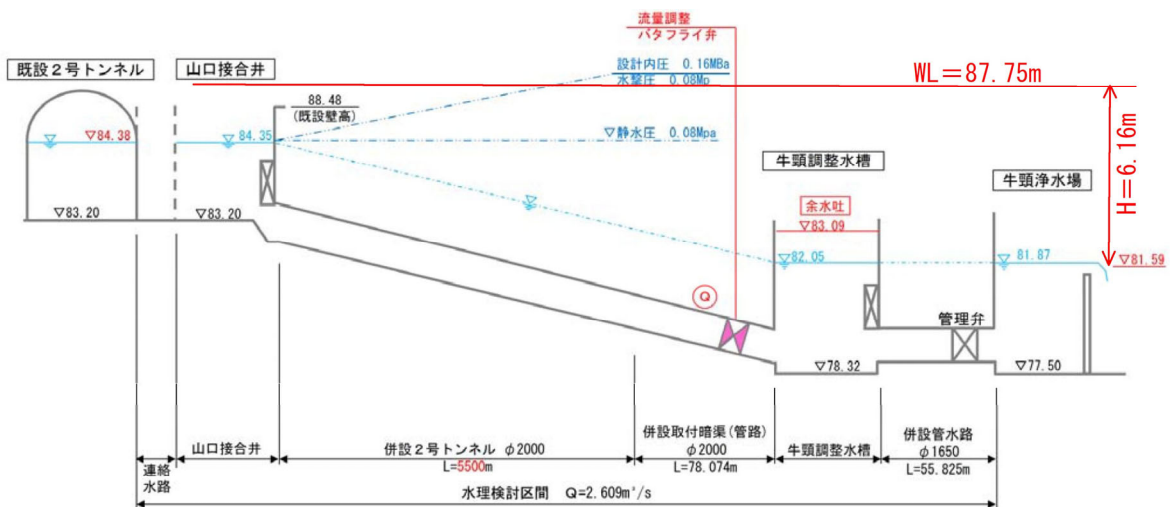 流量調整
バタフライ弁
既設2号トンネル
山口接合井
設計内圧 0.16MBa
水撃圧 0.08Mp
WL=87.75m
88.48
(既設壁高)
▽84.38
84.35
▽静水圧 0.08Mpa
H=6.16m
牛頸調整水槽
牛頸浄水場
余水吐
▽83.09
▽83.20
▽83.20
▽82.05
▽81.87
▽81.59
Q
管理弁
▽78.32
▽77.50
連絡
水路
山口接合井
併設2号トンネル φ2000
L=5500m
併設取付暗渠(管路)
φ2000
L=78.074m
牛頸調整水槽
併設管水路
φ1650
L=55.825m
水理検討区間 Q=2.609m³/s